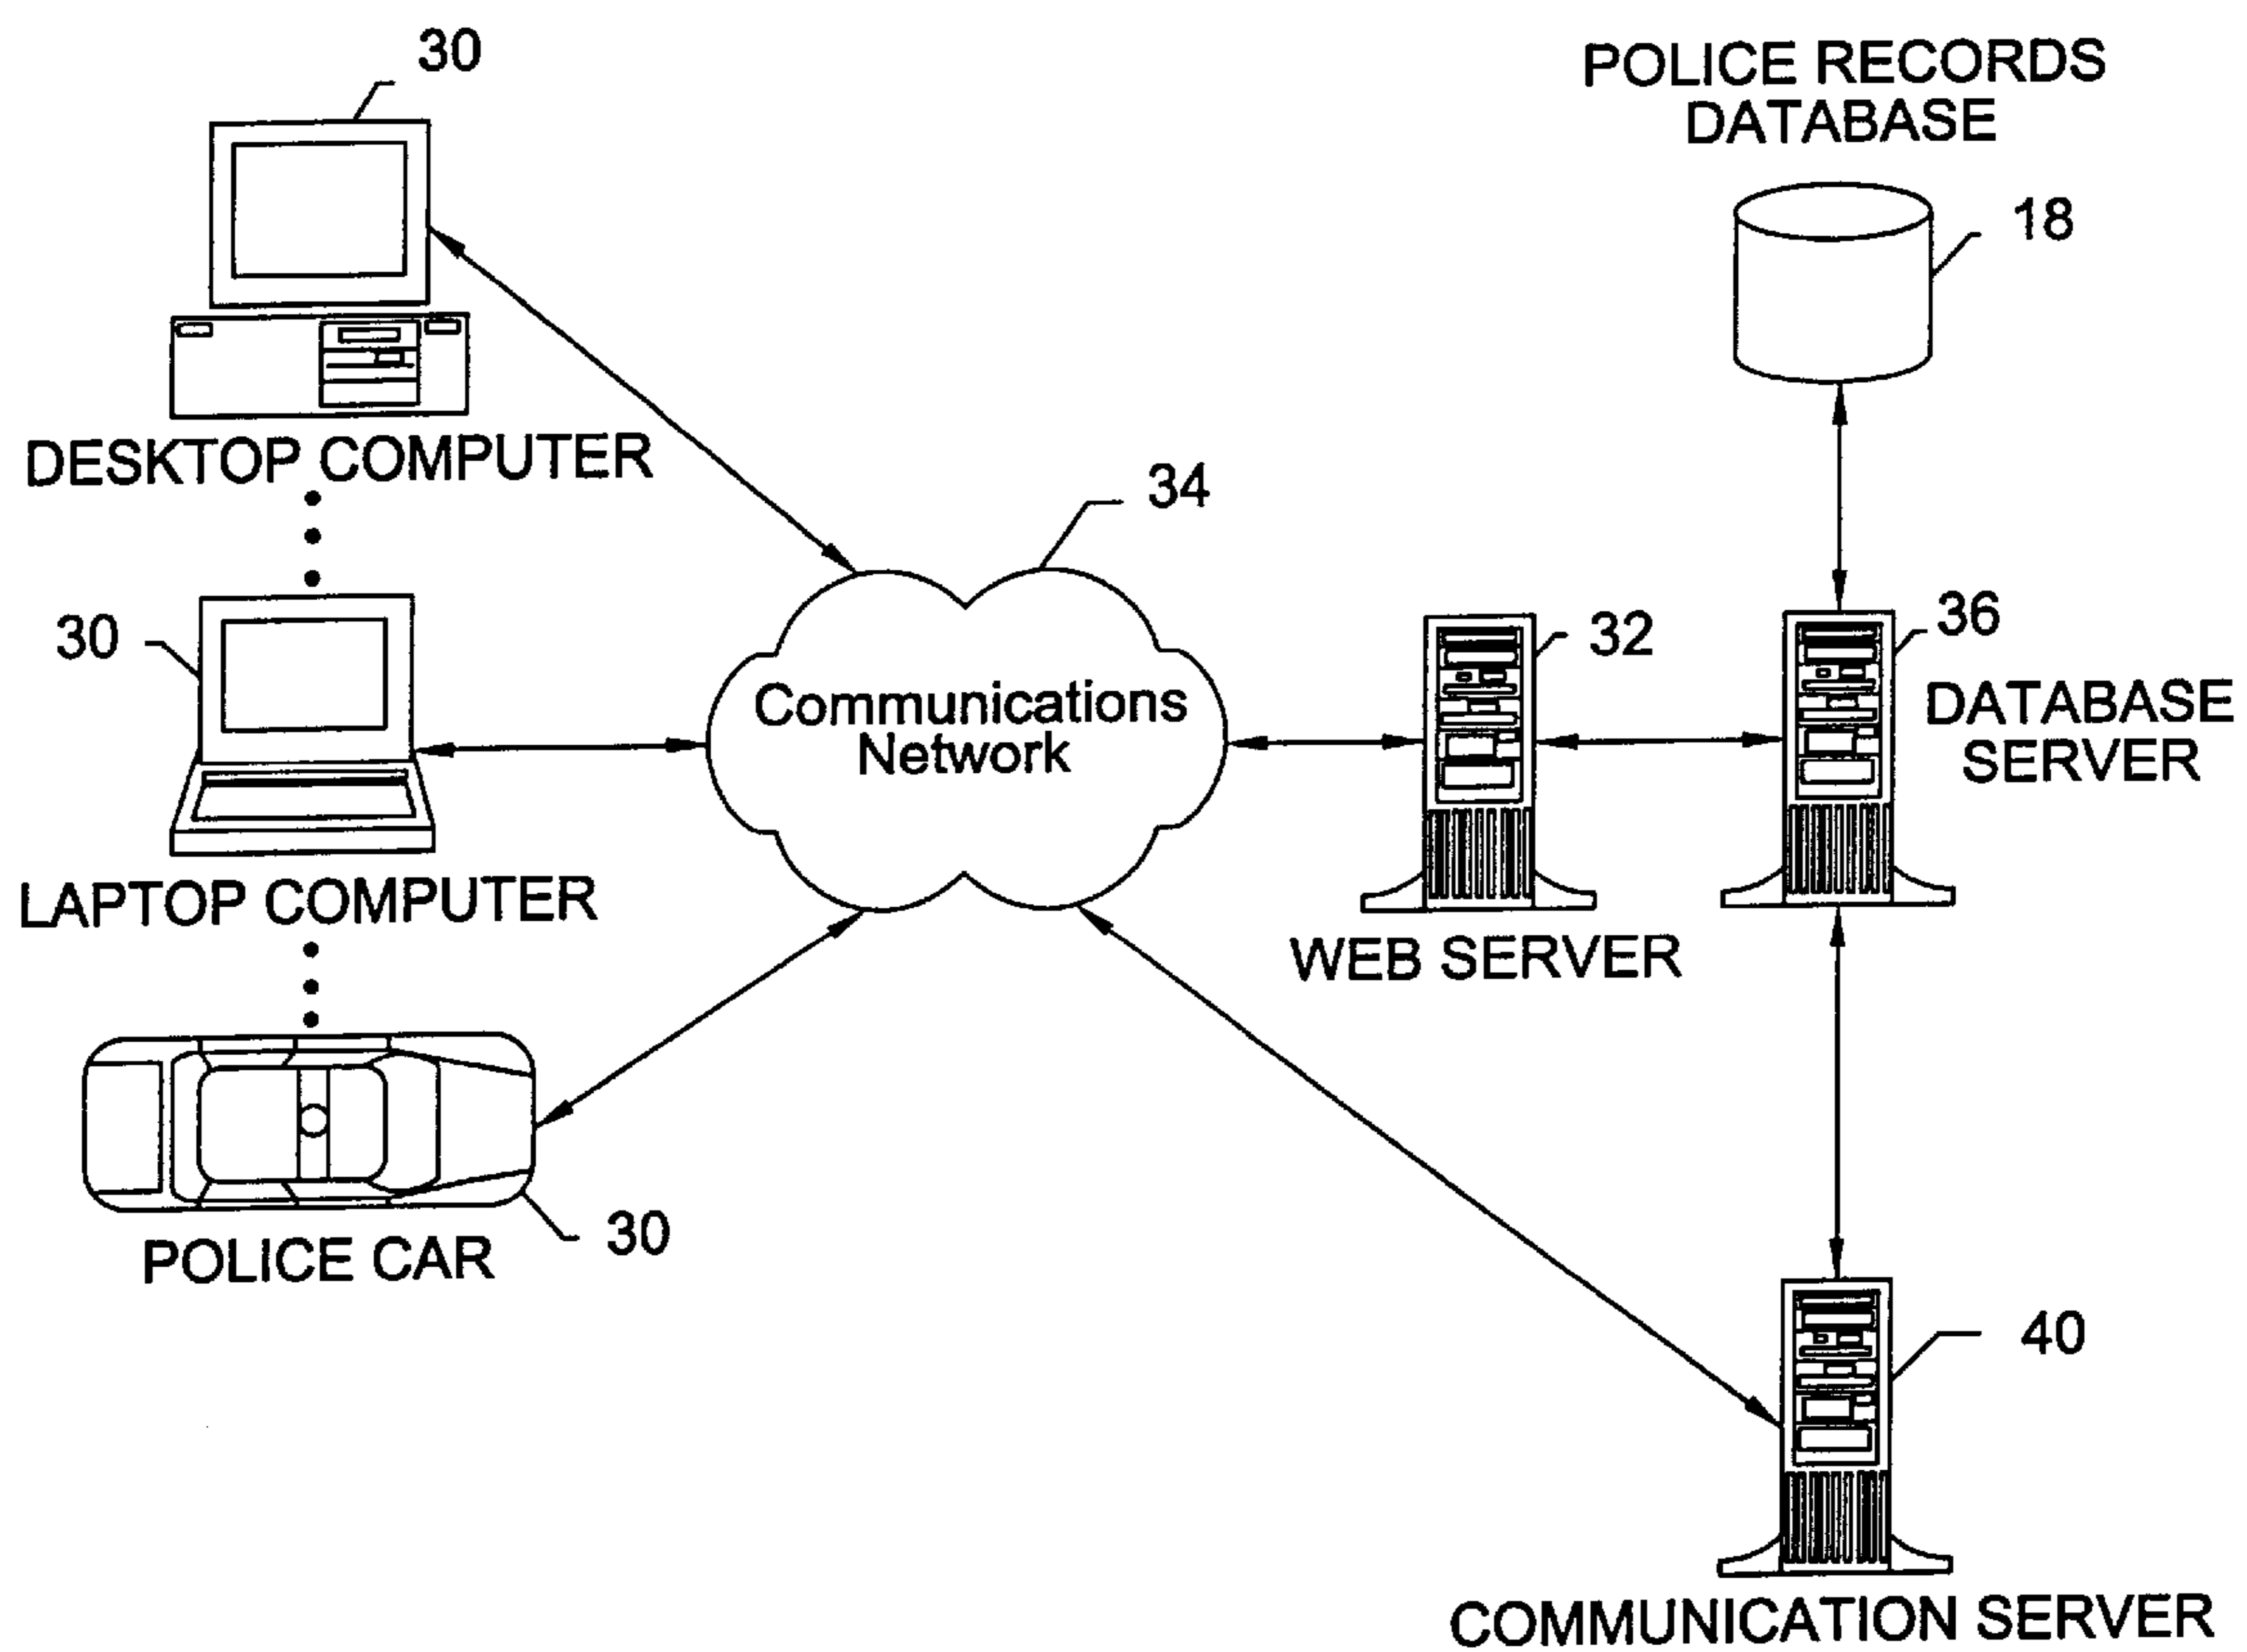 30
POLICE RECORDS
DATABASE
18
DESKTOP COMPUTER
34
30
32
36
Communications
Network
DATABASE
SERVER
LAPTOP COMPUTER
WEB SERVER
30
POLICE CAR
40
COMMUNICATION SERVER